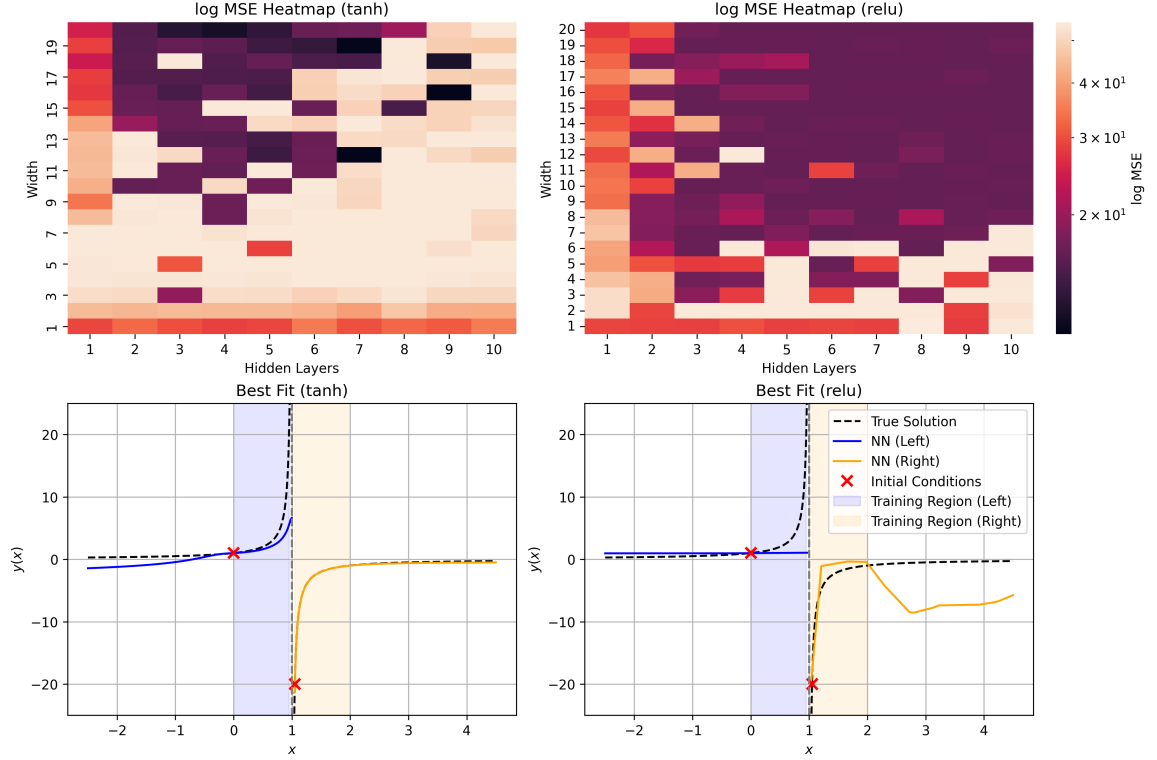 log MSE Heatmap (tanh)
Width
19
17
15
13
11
9
7
5
3
1
1 2 3 4 5 6 7 8 9 10
Hidden Layers
log MSE Heatmap (relu)
Width
20
19
18
17
16
15
14
13
12
11
10
9
8
7
6
5
4
3
2
1
1 2 3 4 5 6 7 8 9 10
Hidden Layers
4 × 10¹
3 × 10¹
2 × 10¹
log MSE
Best Fit (tanh)
y(x)
20
10
0
−10
−20
−2 −1 0 1 2 3 4
x
Best Fit (relu)
y(x)
20
10
0
−10
−20
−2 −1 0 1 2 3 4
x
True Solution
NN (Left)
NN (Right)
Initial Conditions
Training Region (Left)
Training Region (Right)